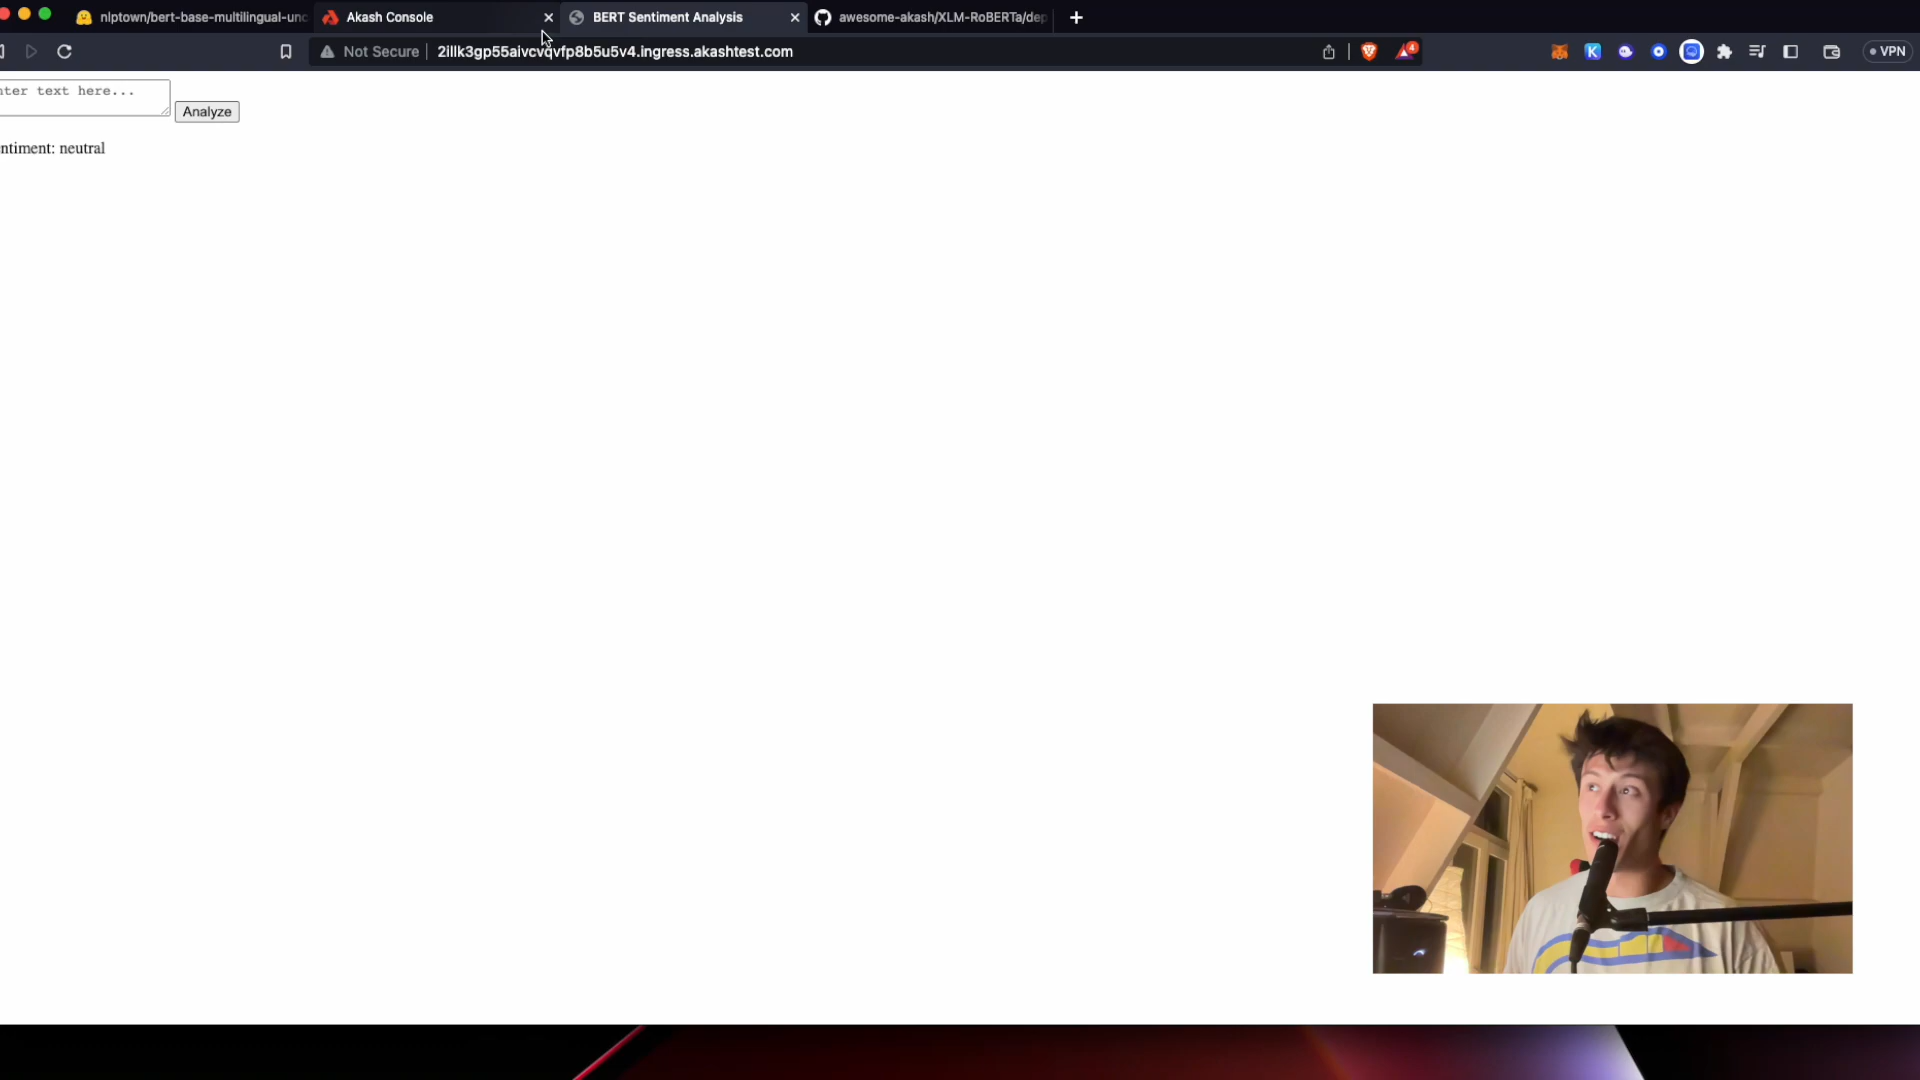 nlptown/bert-base-multilingual-unc
Akash Console
BERT Sentiment Analysis
awesome-akash/XLM-RoBERTa/dep
Not Secure
2illk3gp55aivcvqvfp8b5u5v4.ingress.akashtest.com
4
K
VPN
nter text here...
Analyze
ntiment: neutral